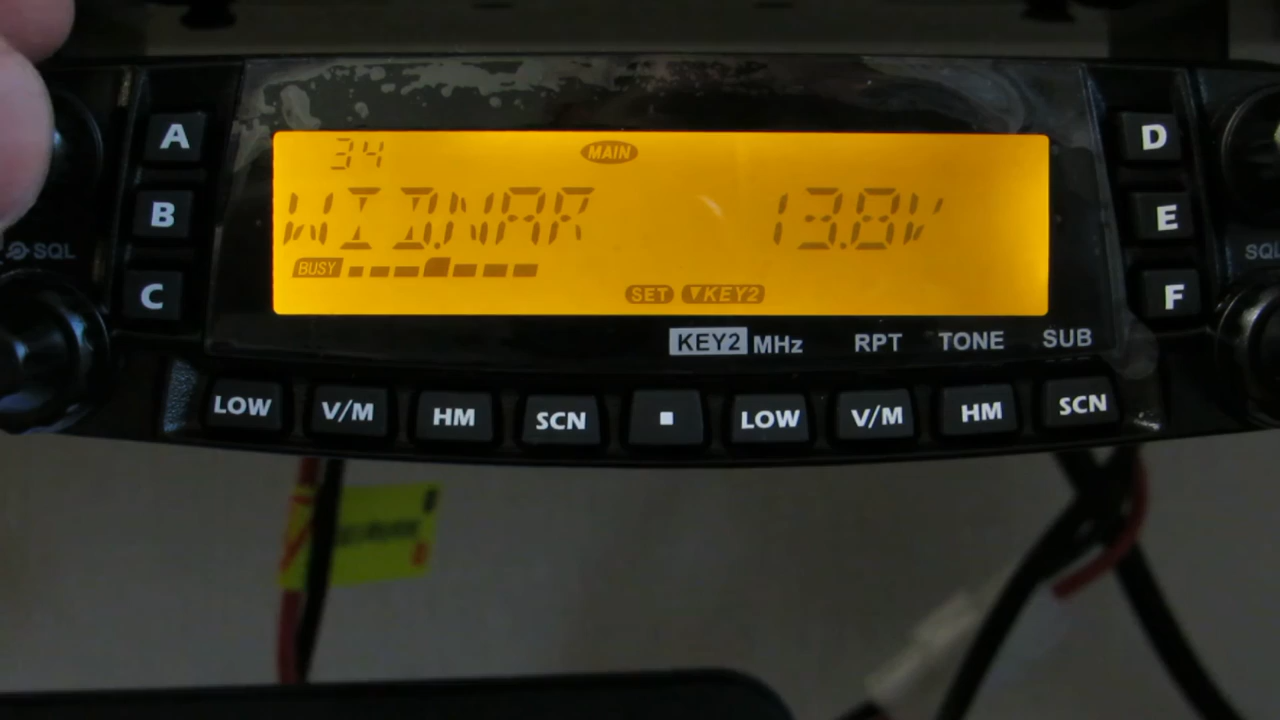 34 MAIN
WIDNAR 13.8V
BUSY
SET ▼KEY2
KEY2 MHz RPT TONE SUB
LOW V/M HM SCN ■ LOW V/M HM SCN
A
B
SQL
C
D
E
SQL
F